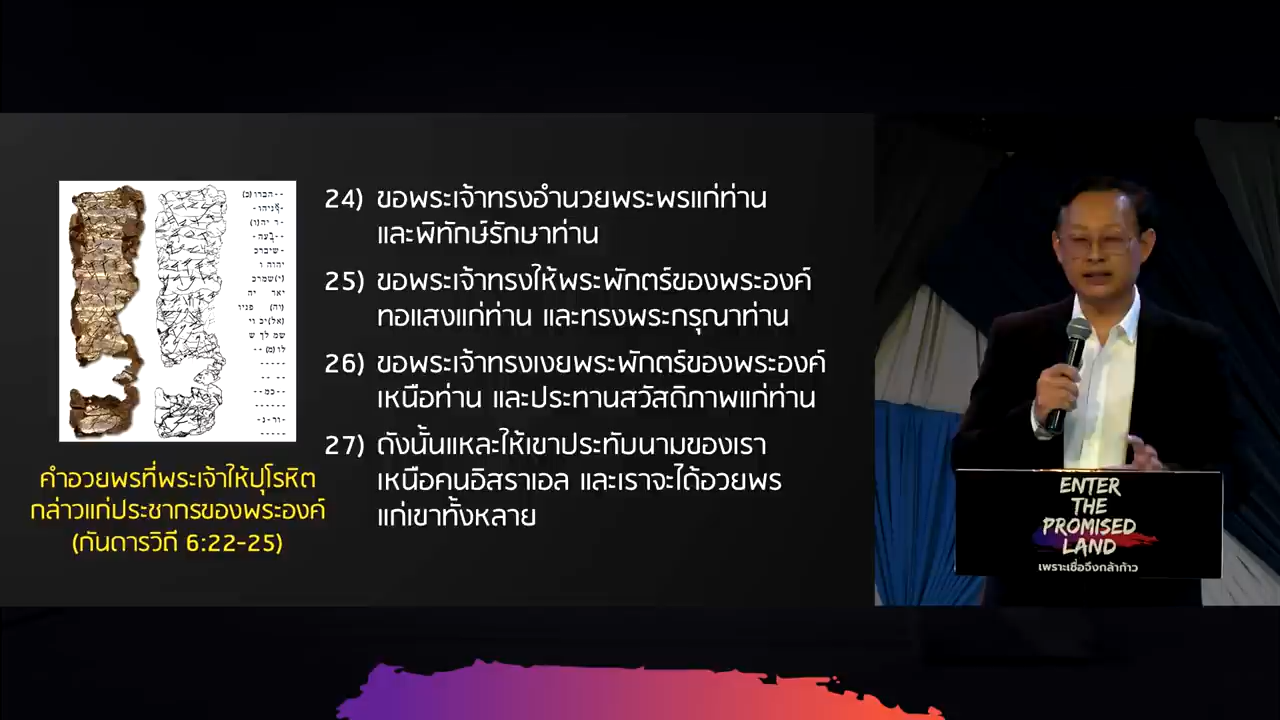 --הברו (כ)
24) ขอพระเจ้าทรงอำนวยพระพรแก่ท่าน
และพิทักษ์รักษาท่าน
25) ขอพระเจ้าทรงให้พระพักตร์ของพระองค์
ทอแสงแก่ท่าน และทรงพระกรุณาท่าน
26) ขอพระเจ้าทรงเงยพระพักตร์ของพระองค์
เหนือท่าน และประทานสวัสดิภาพแก่ท่าน
27) ดังนั้นแหละให้เขาประทับนามของเรา
เหนือคนอิสราเอล และเราจะได้อวยพร
แก่เขาทั้งหลาย
-שיברכ
יהוה ו
(י)שמרכ
יאר יה
(וה) פניו
(אל)יכ וי
שמ לך ש
לו (מ) --
คำอวยพรที่พระเจ้าให้ปุโรหิต
กล่าวแก่ประชากรของพระองค์
(กันดารวิถี 6:22-25)
ENTER
THE
PROMISED
LAND
เพราะเชื่อจึงกล้าก้าว